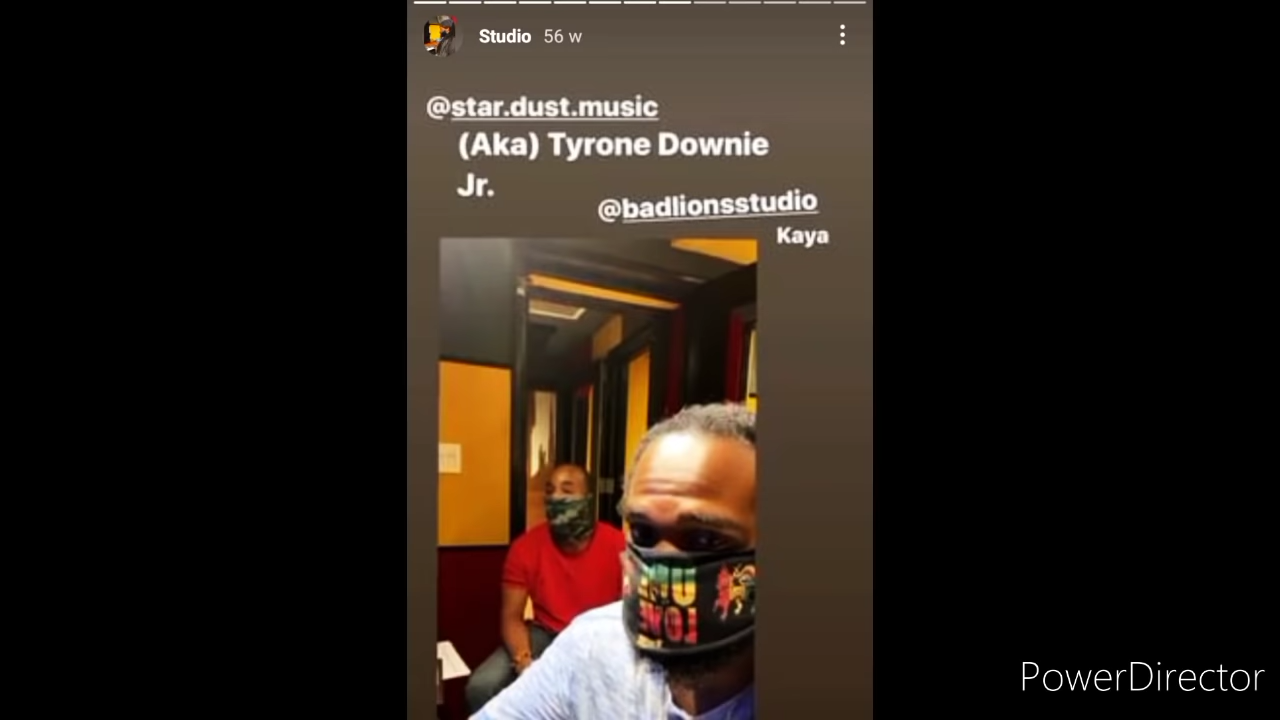 Studio 56 w
@star.dust.music
(Aka) Tyrone Downie
Jr.
@badlionsstudio
Kaya
PowerDirector